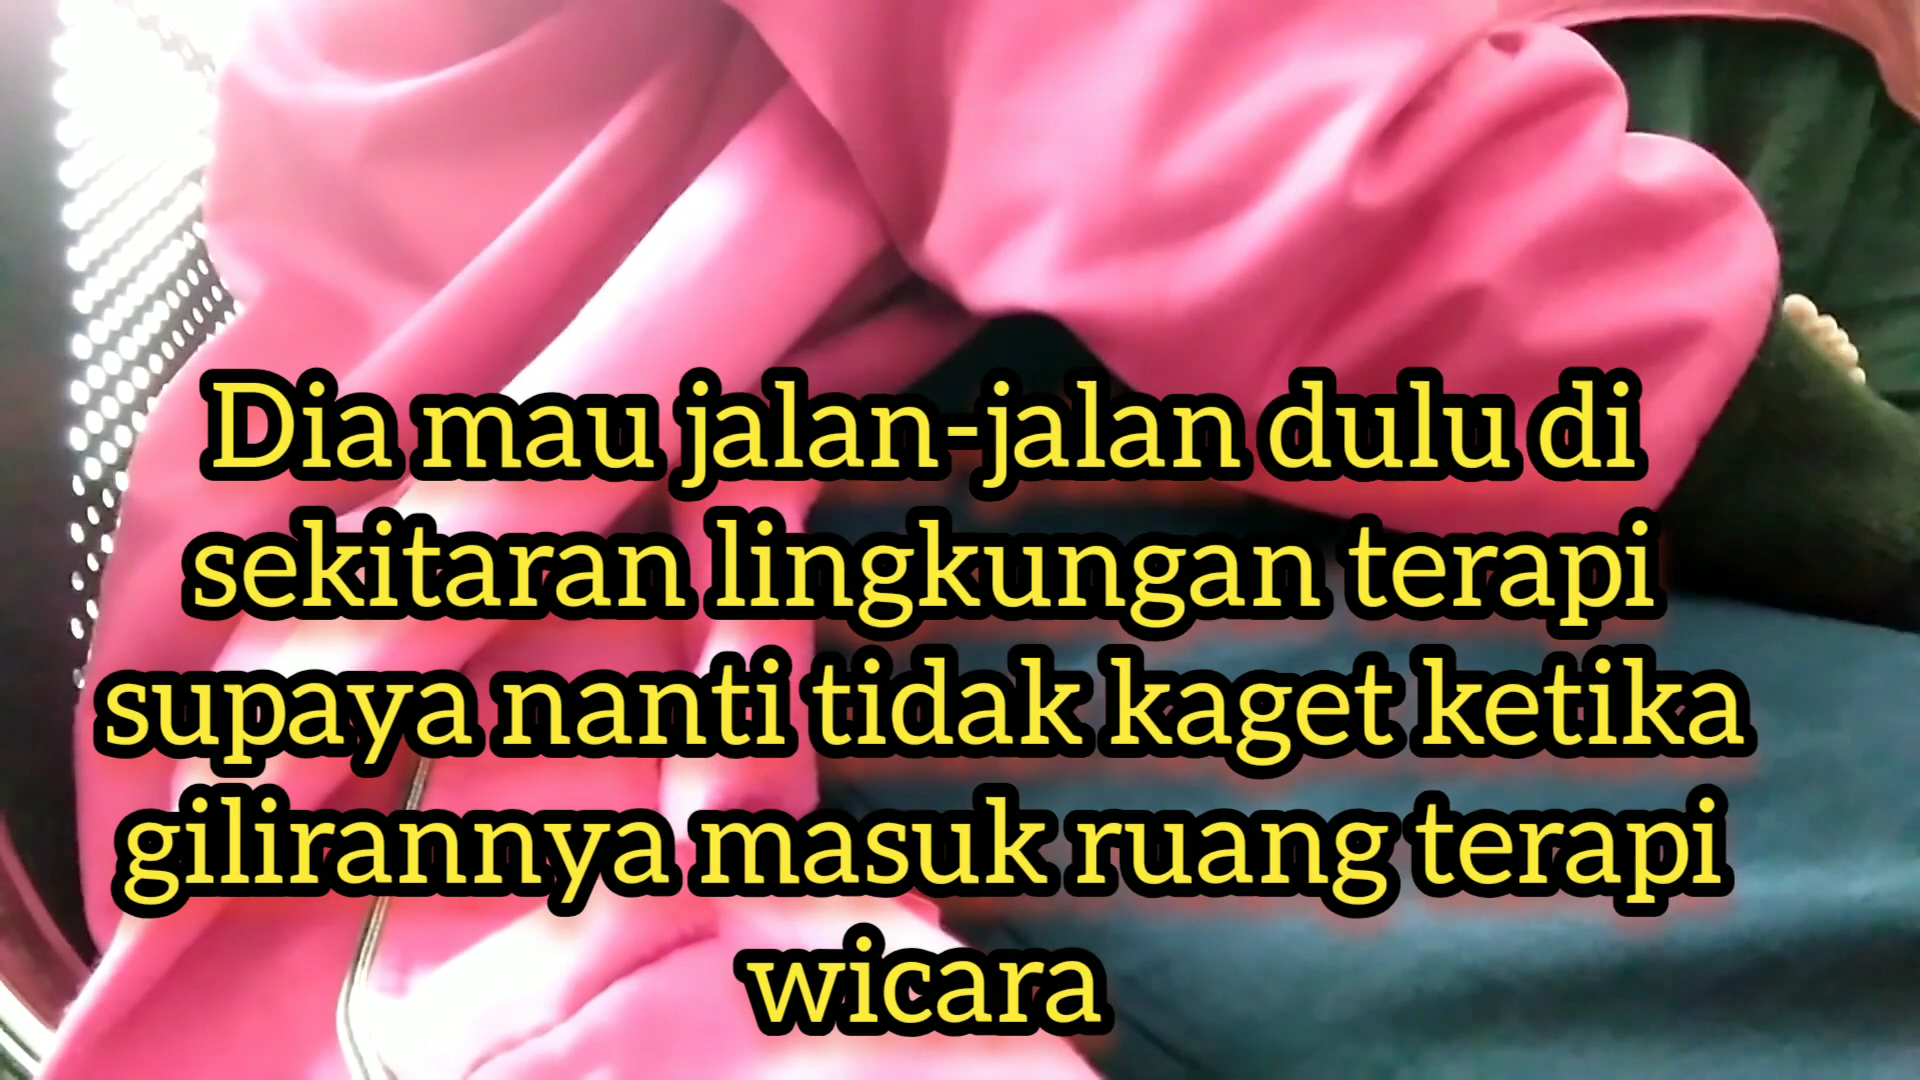 Dia mau jalan-jalan dulu di
sekitaran lingkungan terapi
supaya nanti tidak kaget ketika
gilirannya masuk ruang terapi
wicara